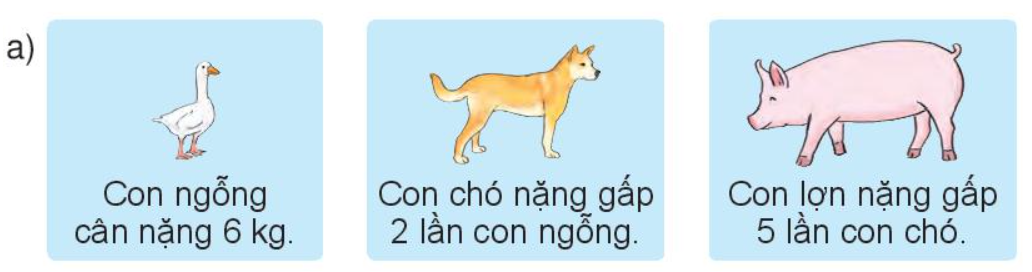 a)
Con ngỗng
cân nặng 6 kg.
Con chó nặng gấp
2 lần con ngỗng.
Con lợn nặng gấp
5 lần con chó.